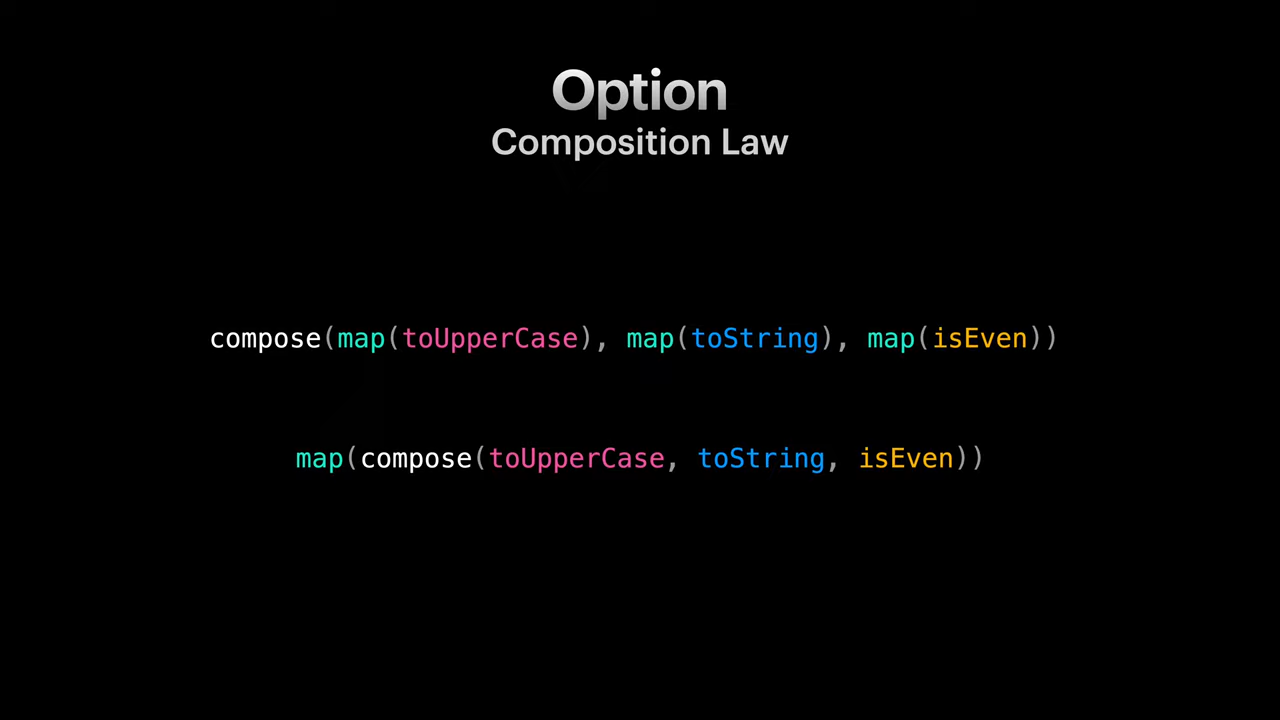 Option
Composition Law
compose(map(toUpperCase), map(toString), map(isEven))
map(compose(toUpperCase, toString, isEven))